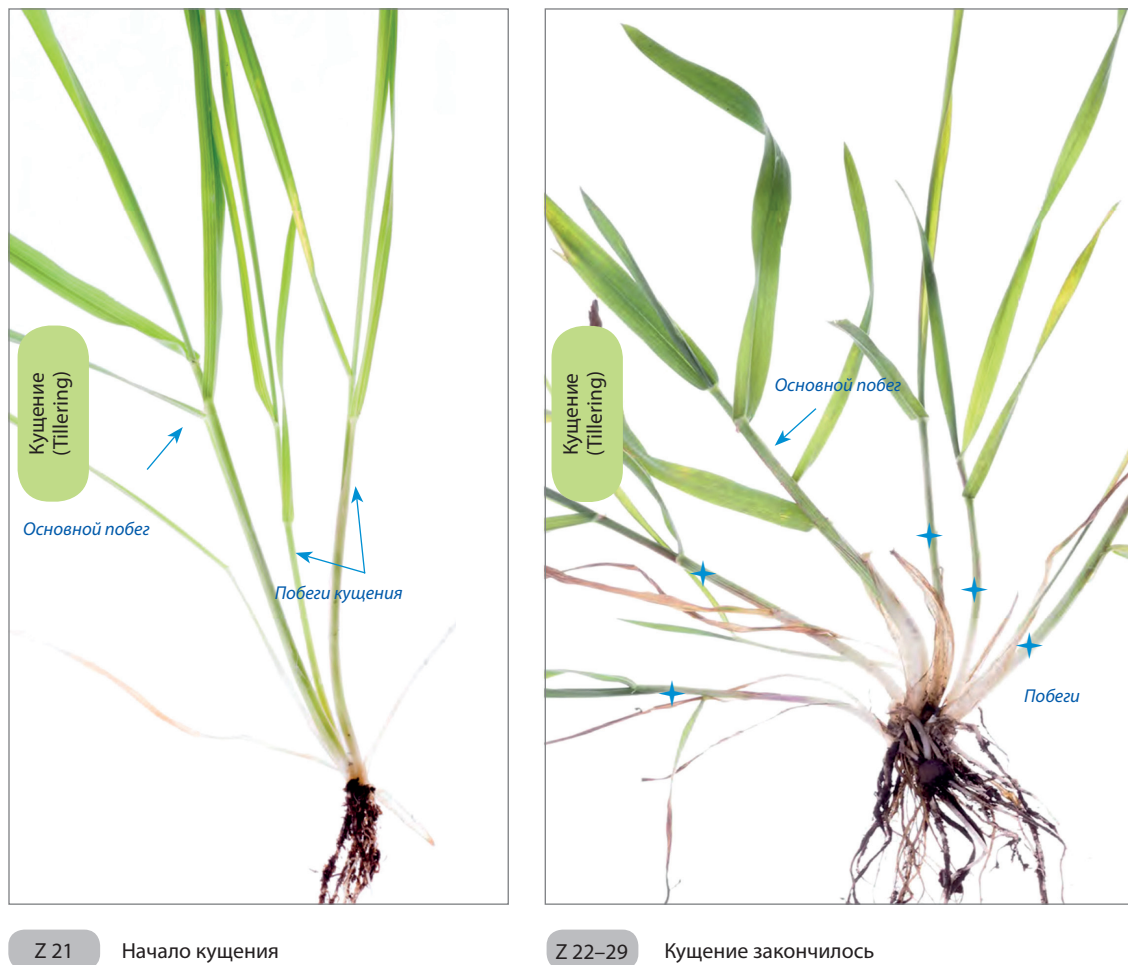 Кущение
(Tillering)
Основной побег
Побеги кущения
Z 21 Начало кущения
Кущение
(Tillering)
Основной побег
Побеги
Z 22–29 Кущение закончилось